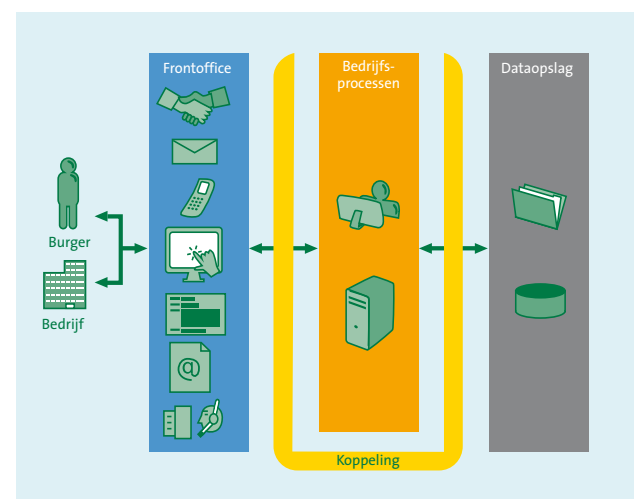 Frontoffice
Bedrijfs-
processen
Dataopslag
Burger
Bedrijf
@
Koppeling